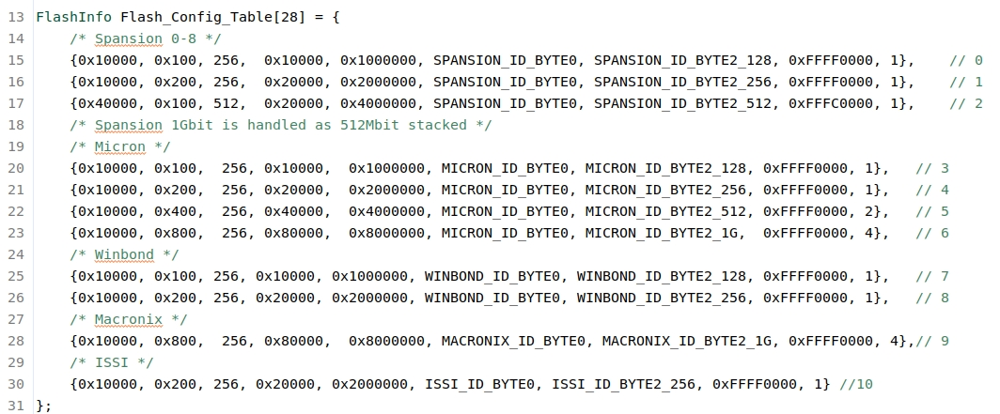 13 FlashInfo Flash_Config_Table[28] = {
14     /* Spansion 0-8 */
15     {0x10000, 0x100, 256,  0x10000, 0x1000000, SPANSION_ID_BYTE0, SPANSION_ID_BYTE2_128, 0xFFFF0000, 1},    // 0
16     {0x10000, 0x200, 256,  0x20000, 0x2000000, SPANSION_ID_BYTE0, SPANSION_ID_BYTE2_256, 0xFFFF0000, 1},    // 1
17     {0x40000, 0x100, 512,  0x20000, 0x4000000, SPANSION_ID_BYTE0, SPANSION_ID_BYTE2_512, 0xFFFC0000, 1},    // 2
18     /* Spansion 1Gbit is handled as 512Mbit stacked */
19     /* Micron */
20     {0x10000, 0x100,  256, 0x10000,  0x1000000, MICRON_ID_BYTE0, MICRON_ID_BYTE2_128, 0xFFFF0000, 1},   // 3
21     {0x10000, 0x200,  256, 0x20000,  0x2000000, MICRON_ID_BYTE0, MICRON_ID_BYTE2_256, 0xFFFF0000, 1},   // 4
22     {0x10000, 0x400,  256, 0x40000,  0x4000000, MICRON_ID_BYTE0, MICRON_ID_BYTE2_512, 0xFFFF0000, 2},   // 5
23     {0x10000, 0x800,  256, 0x80000,  0x8000000, MICRON_ID_BYTE0, MICRON_ID_BYTE2_1G,  0xFFFF0000, 4},   // 6
24     /* Winbond */
25     {0x10000, 0x100, 256, 0x10000, 0x1000000, WINBOND_ID_BYTE0, WINBOND_ID_BYTE2_128, 0xFFFF0000, 1},   // 7
26     {0x10000, 0x200, 256, 0x20000, 0x2000000, WINBOND_ID_BYTE0, WINBOND_ID_BYTE2_256, 0xFFFF0000, 1},   // 8
27     /* Macronix */
28     {0x10000, 0x800,  256, 0x80000,  0x8000000, MACRONIX_ID_BYTE0, MACRONIX_ID_BYTE2_1G, 0xFFFF0000, 4},// 9
29     /* ISSI */
30     {0x10000, 0x200, 256, 0x20000, 0x2000000, ISSI_ID_BYTE0, ISSI_ID_BYTE2_256, 0xFFFF0000, 1} //10
31 };